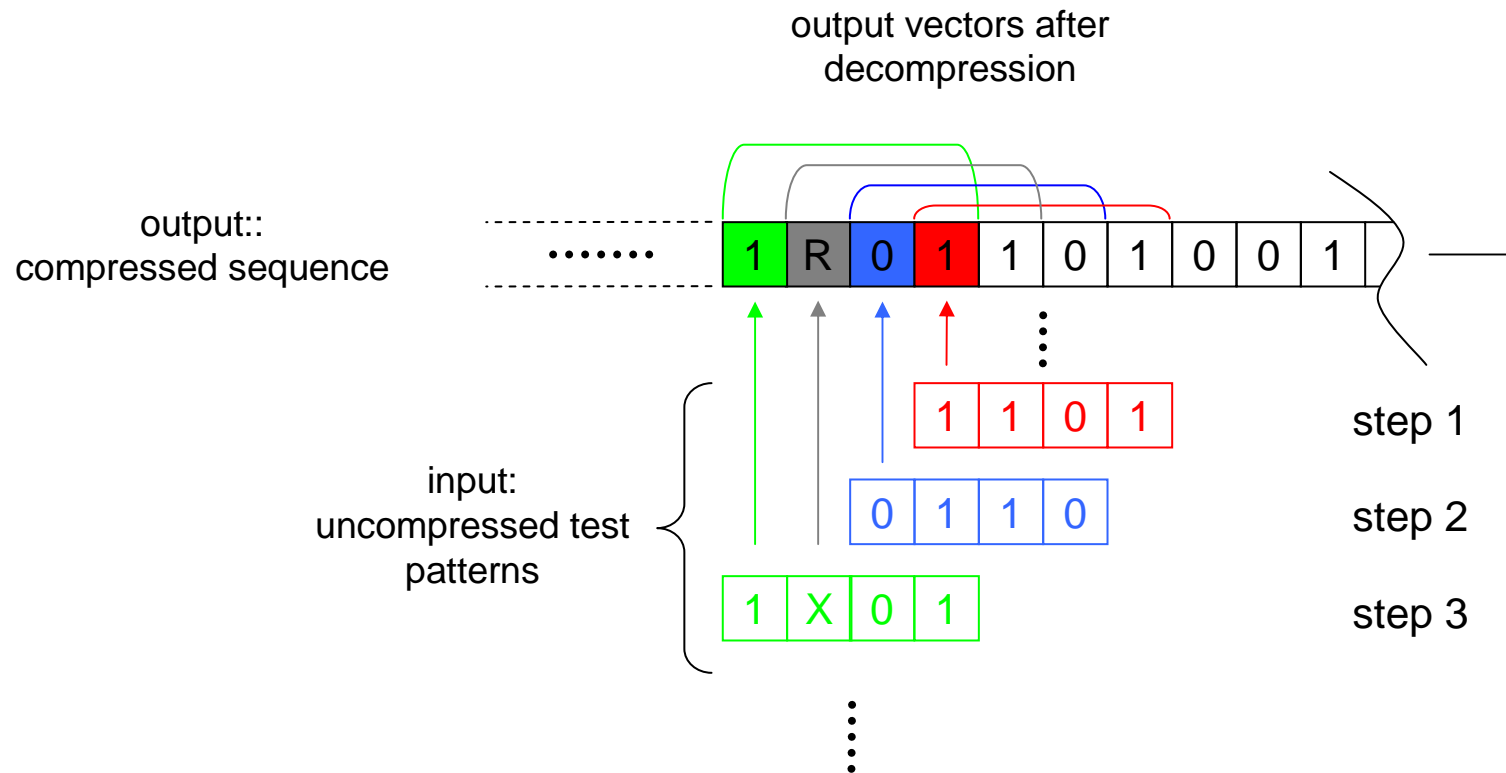 output vectors after
decompression
output::
compressed sequence
1 R 0 1 1 0 1 0 0 1
1 1 0 1
step 1
input:
uncompressed test
patterns
0 1 1 0
step 2
1 X 0 1
step 3